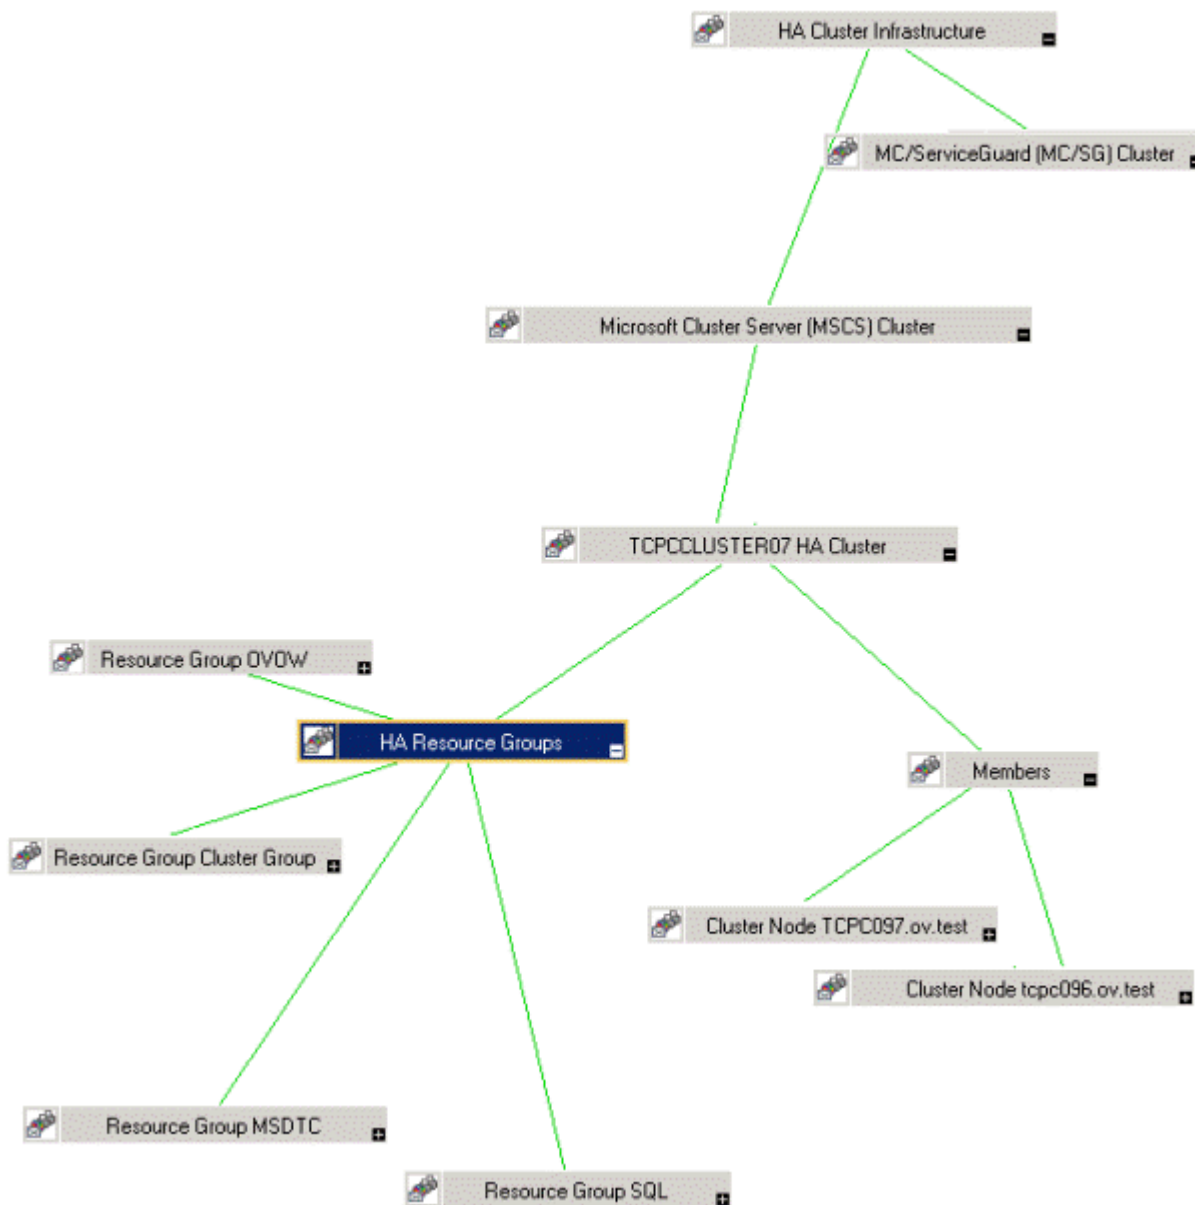 HA Cluster Infrastructure
MC/ServiceGuard (MC/SG) Cluster
Microsoft Cluster Server (MSCS) Cluster
TCPCCLUSTER07 HA Cluster
Resource Group OVOW
HA Resource Groups
Members
Resource Group Cluster Group
Cluster Node TCPC097.ov.test
Cluster Node tcpc096.ov.test
Resource Group MSDTC
Resource Group SQL